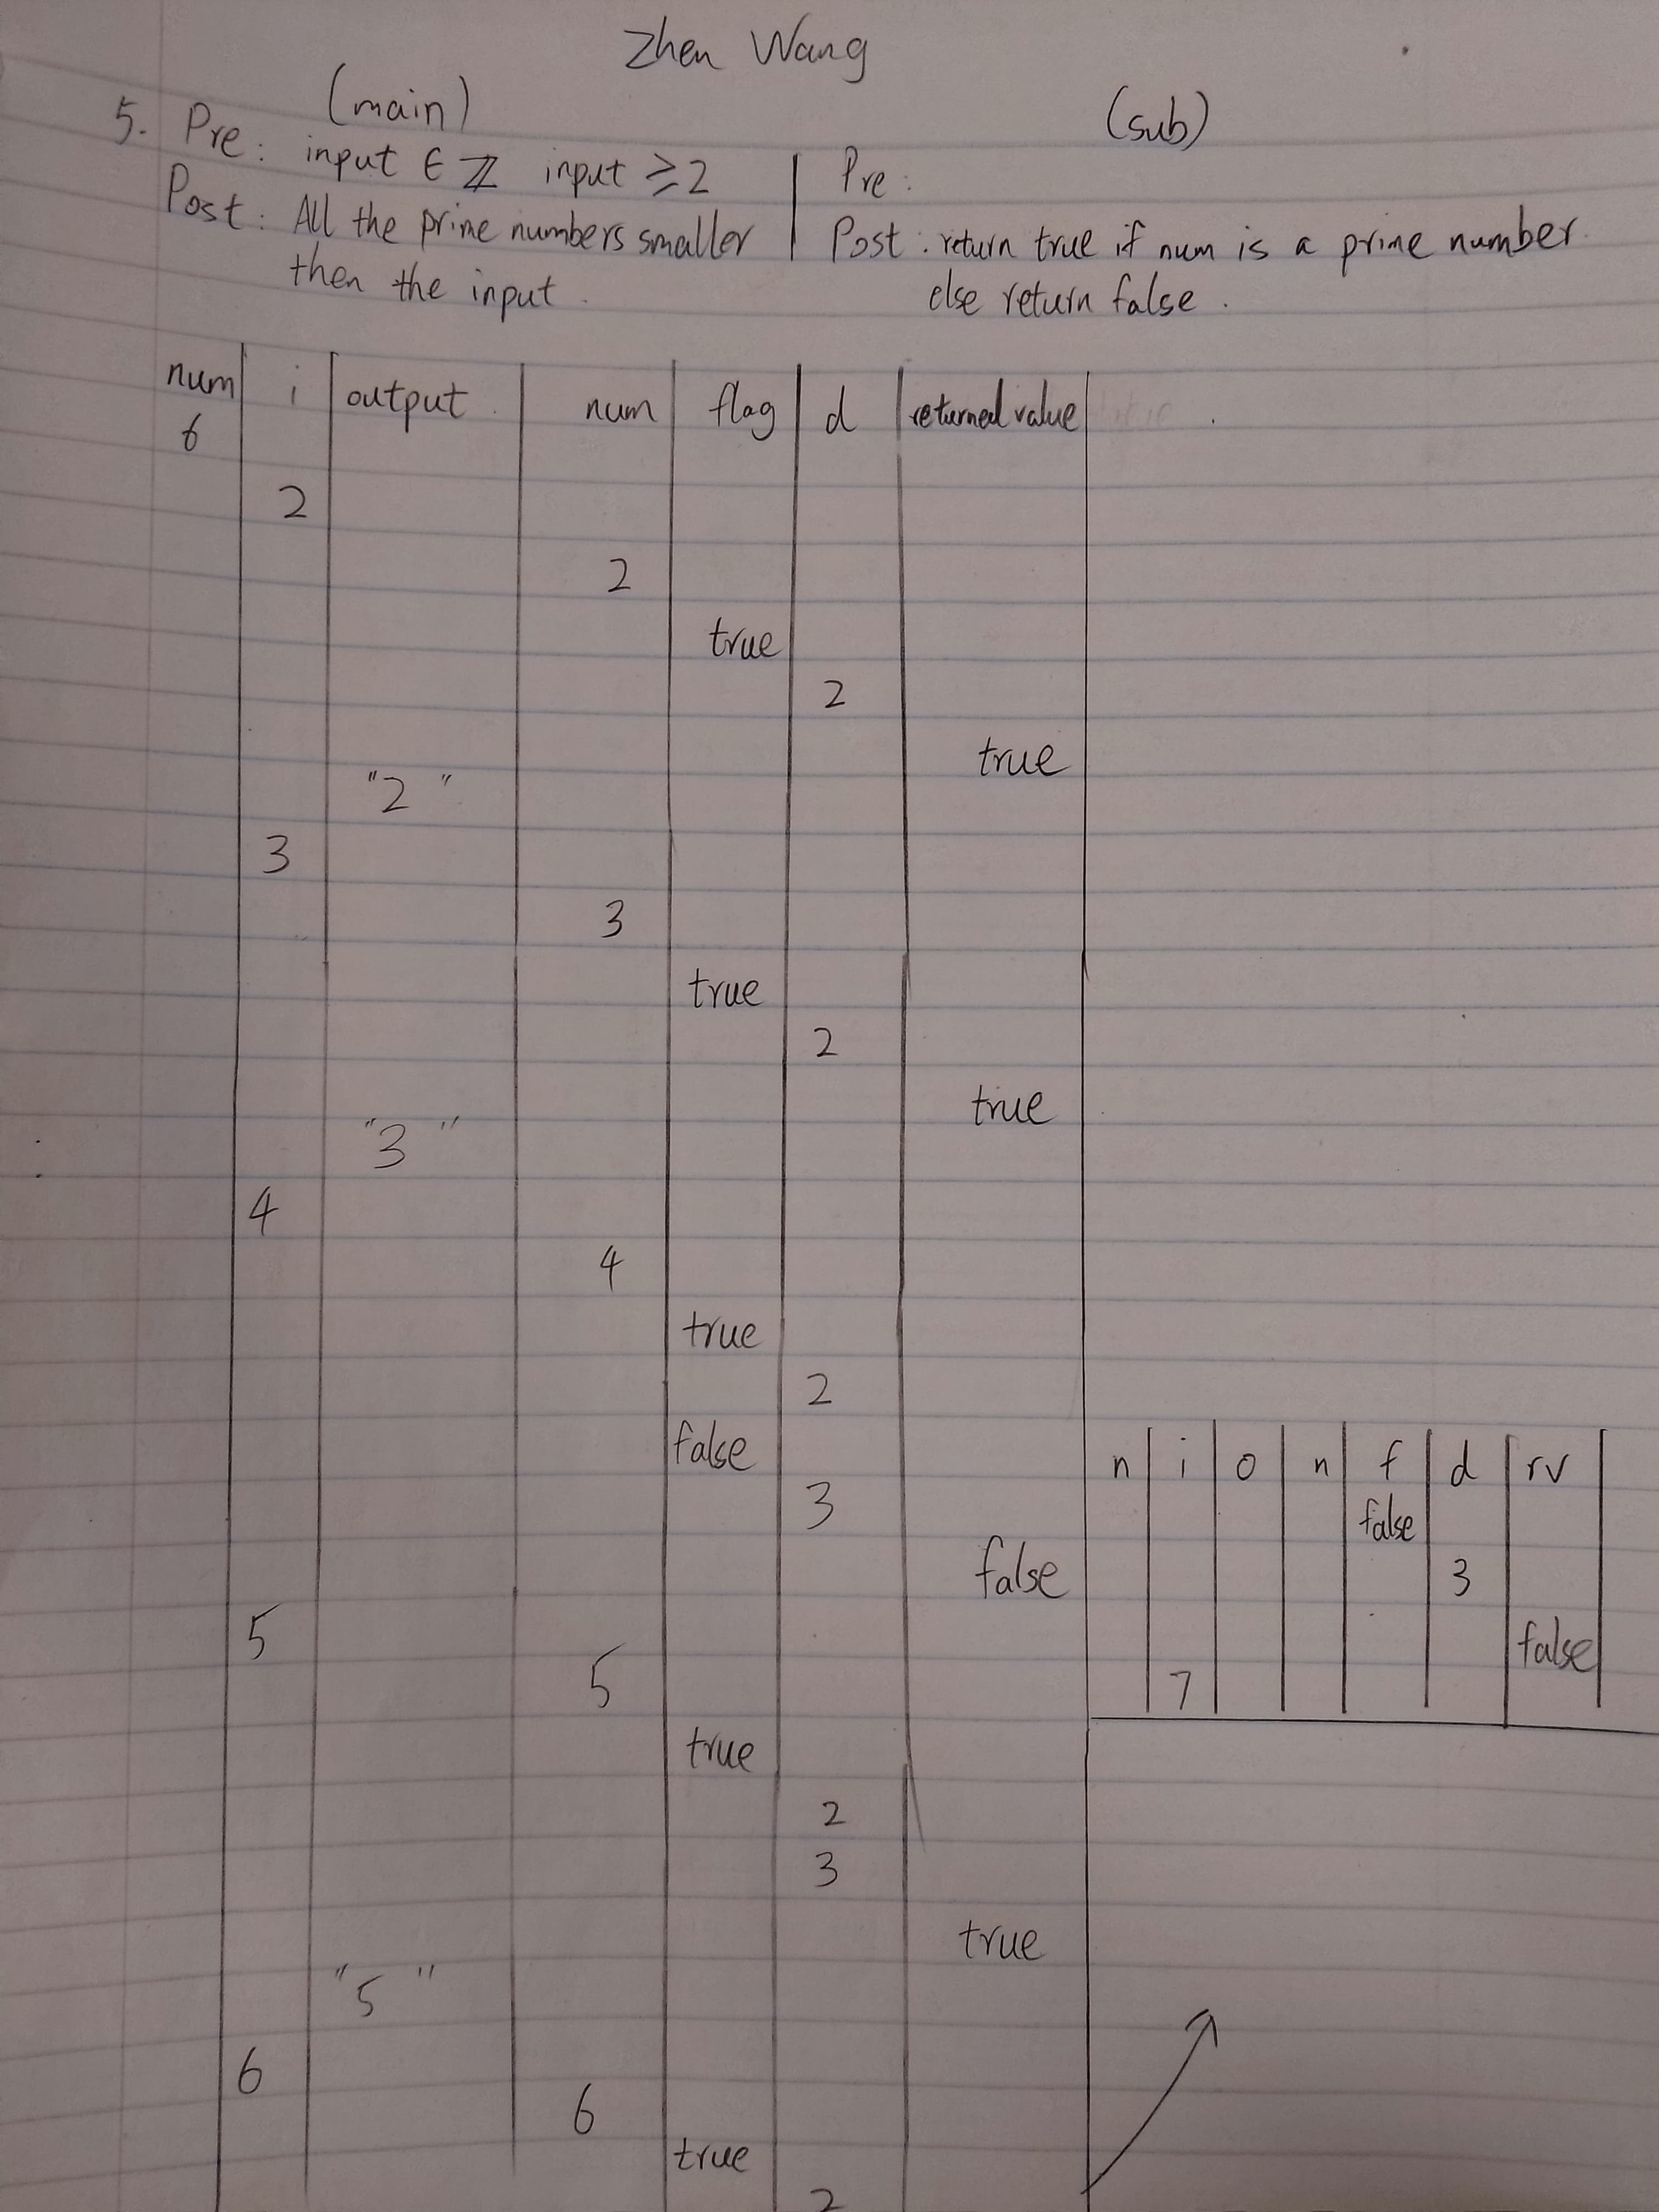 Zhen Wang
(main) (sub)
5. Pre: input ∈ ℤ input ≥2 | Pre:
Post: All the prime numbers smaller | Post: return true if num is a prime number.
then the input. else return false.
num i output num flag d returned value
6
2
2
true
2
true
"2 "
3
3
true
2
true
"3 "
4
4
true
2
false
3
false
5
5
true
2
3
true
"5 "
6
6
true
2
n i o n f d rv
false
3
false
7